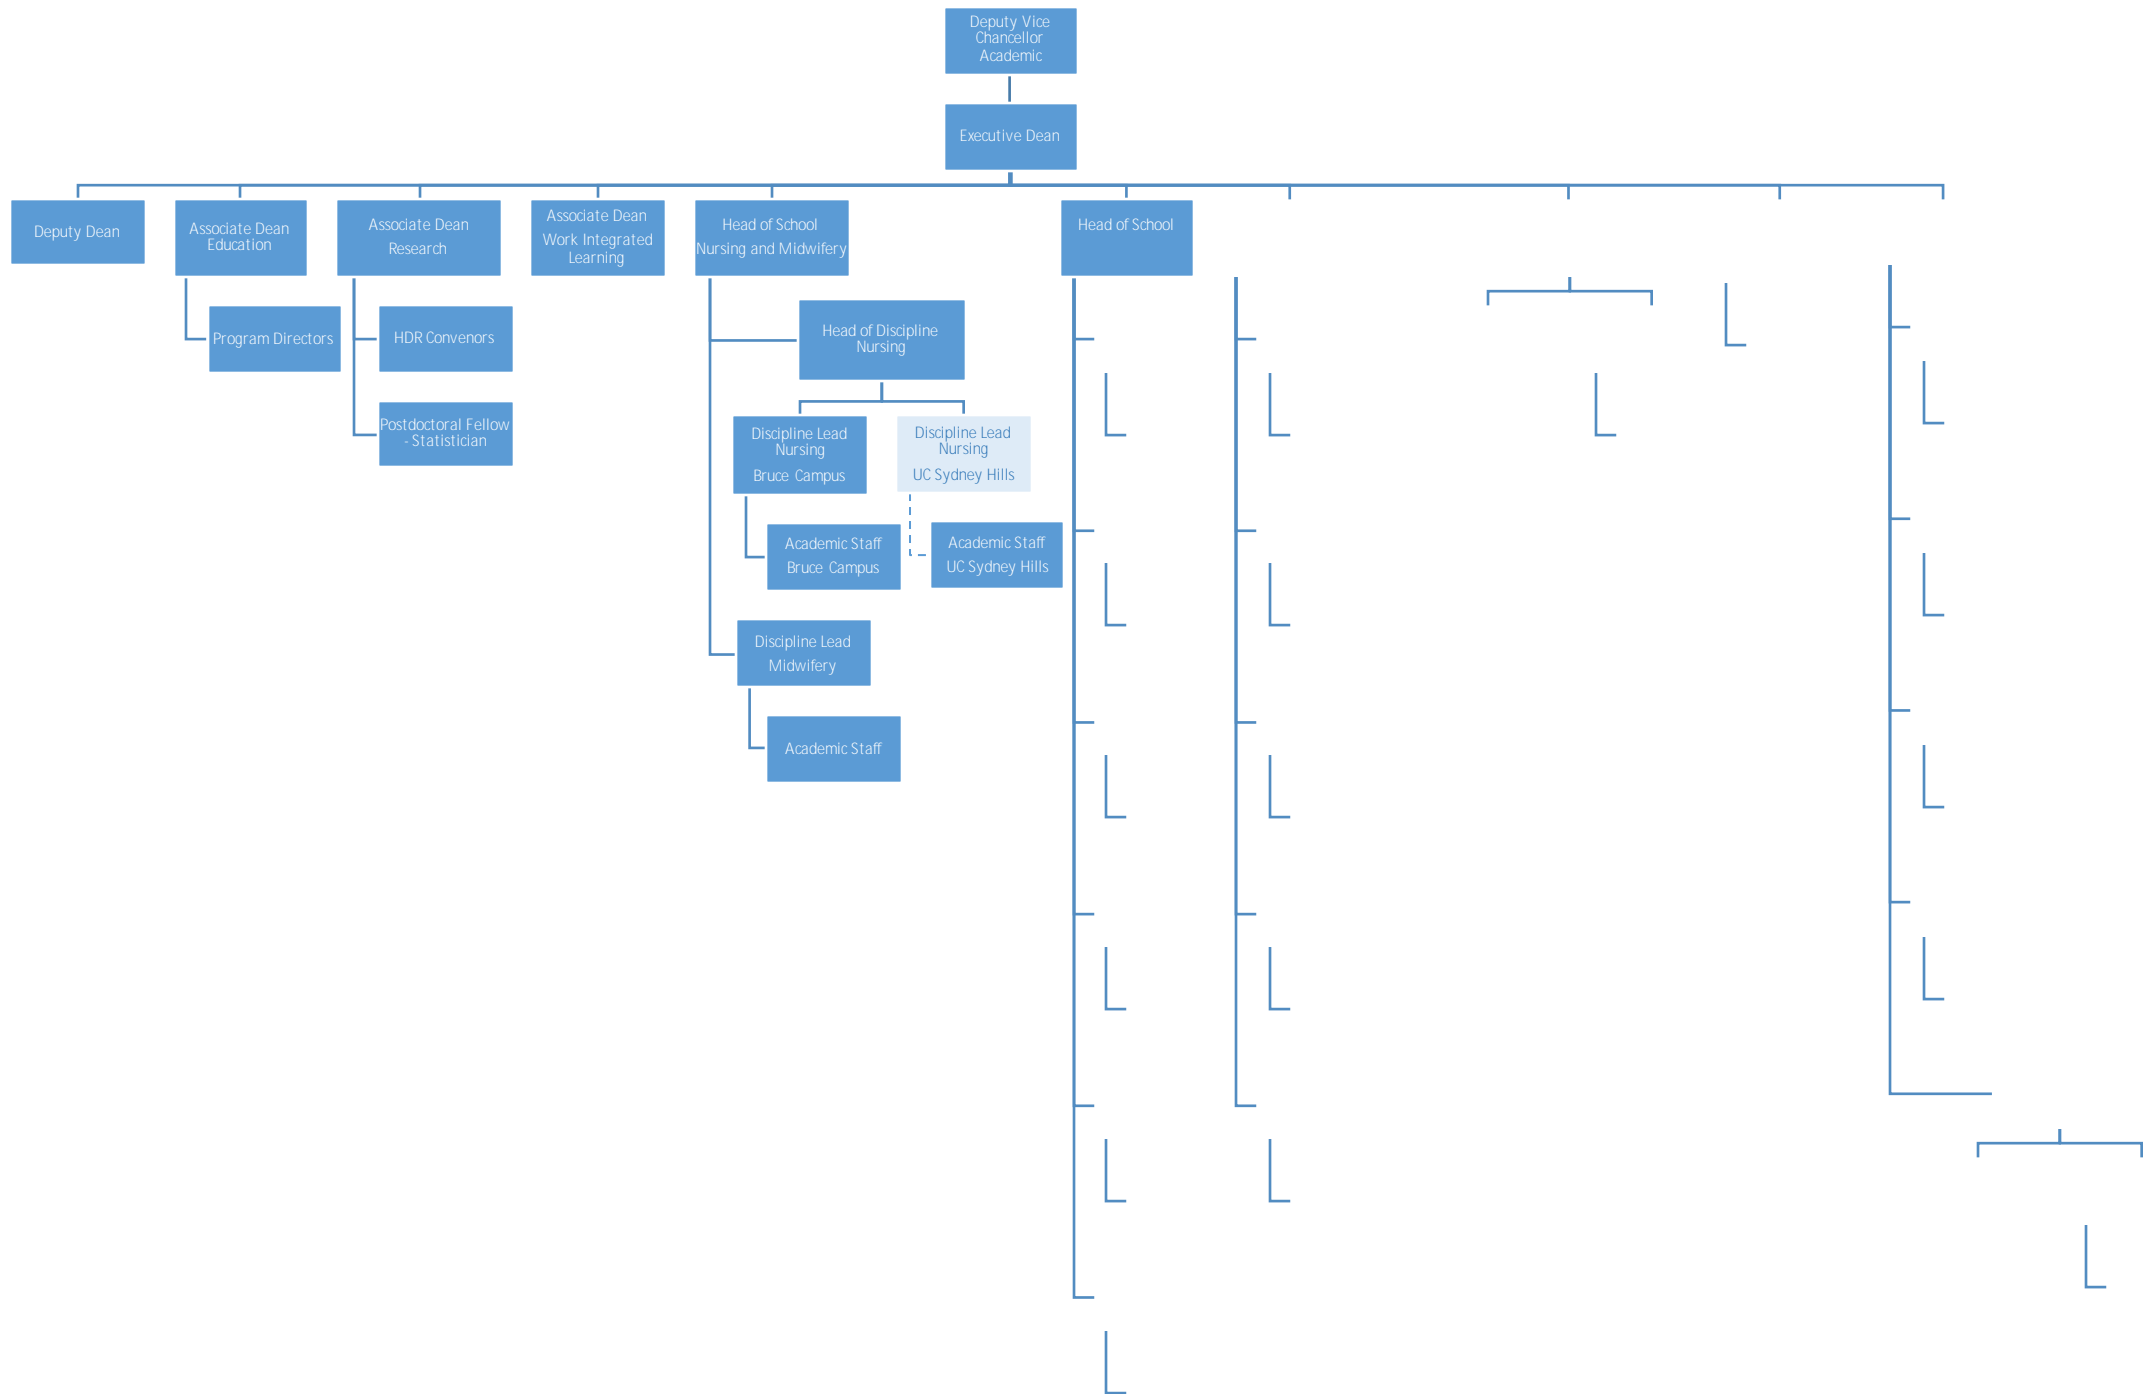 Deputy Vice
Chancellor
Academic
Executive Dean
Deputy Dean
Associate Dean
Education
Associate Dean
Research
Associate Dean
Work Integrated
Learning
Head of School
Nursing and Midwifery
Head of School
Program Directors
HDR Convenors
Postdoctoral Fellow
- Statistician
Head of Discipline
Nursing
Discipline Lead
Nursing
Bruce Campus
Discipline Lead
Nursing
UC Sydney Hills
Academic Staff
Bruce Campus
Academic Staff
UC Sydney Hills
Discipline Lead
Midwifery
Academic Staff